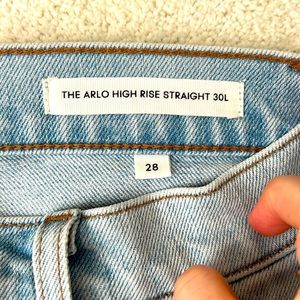 THE ARLO HIGH RISE STRAIGHT 30L
28